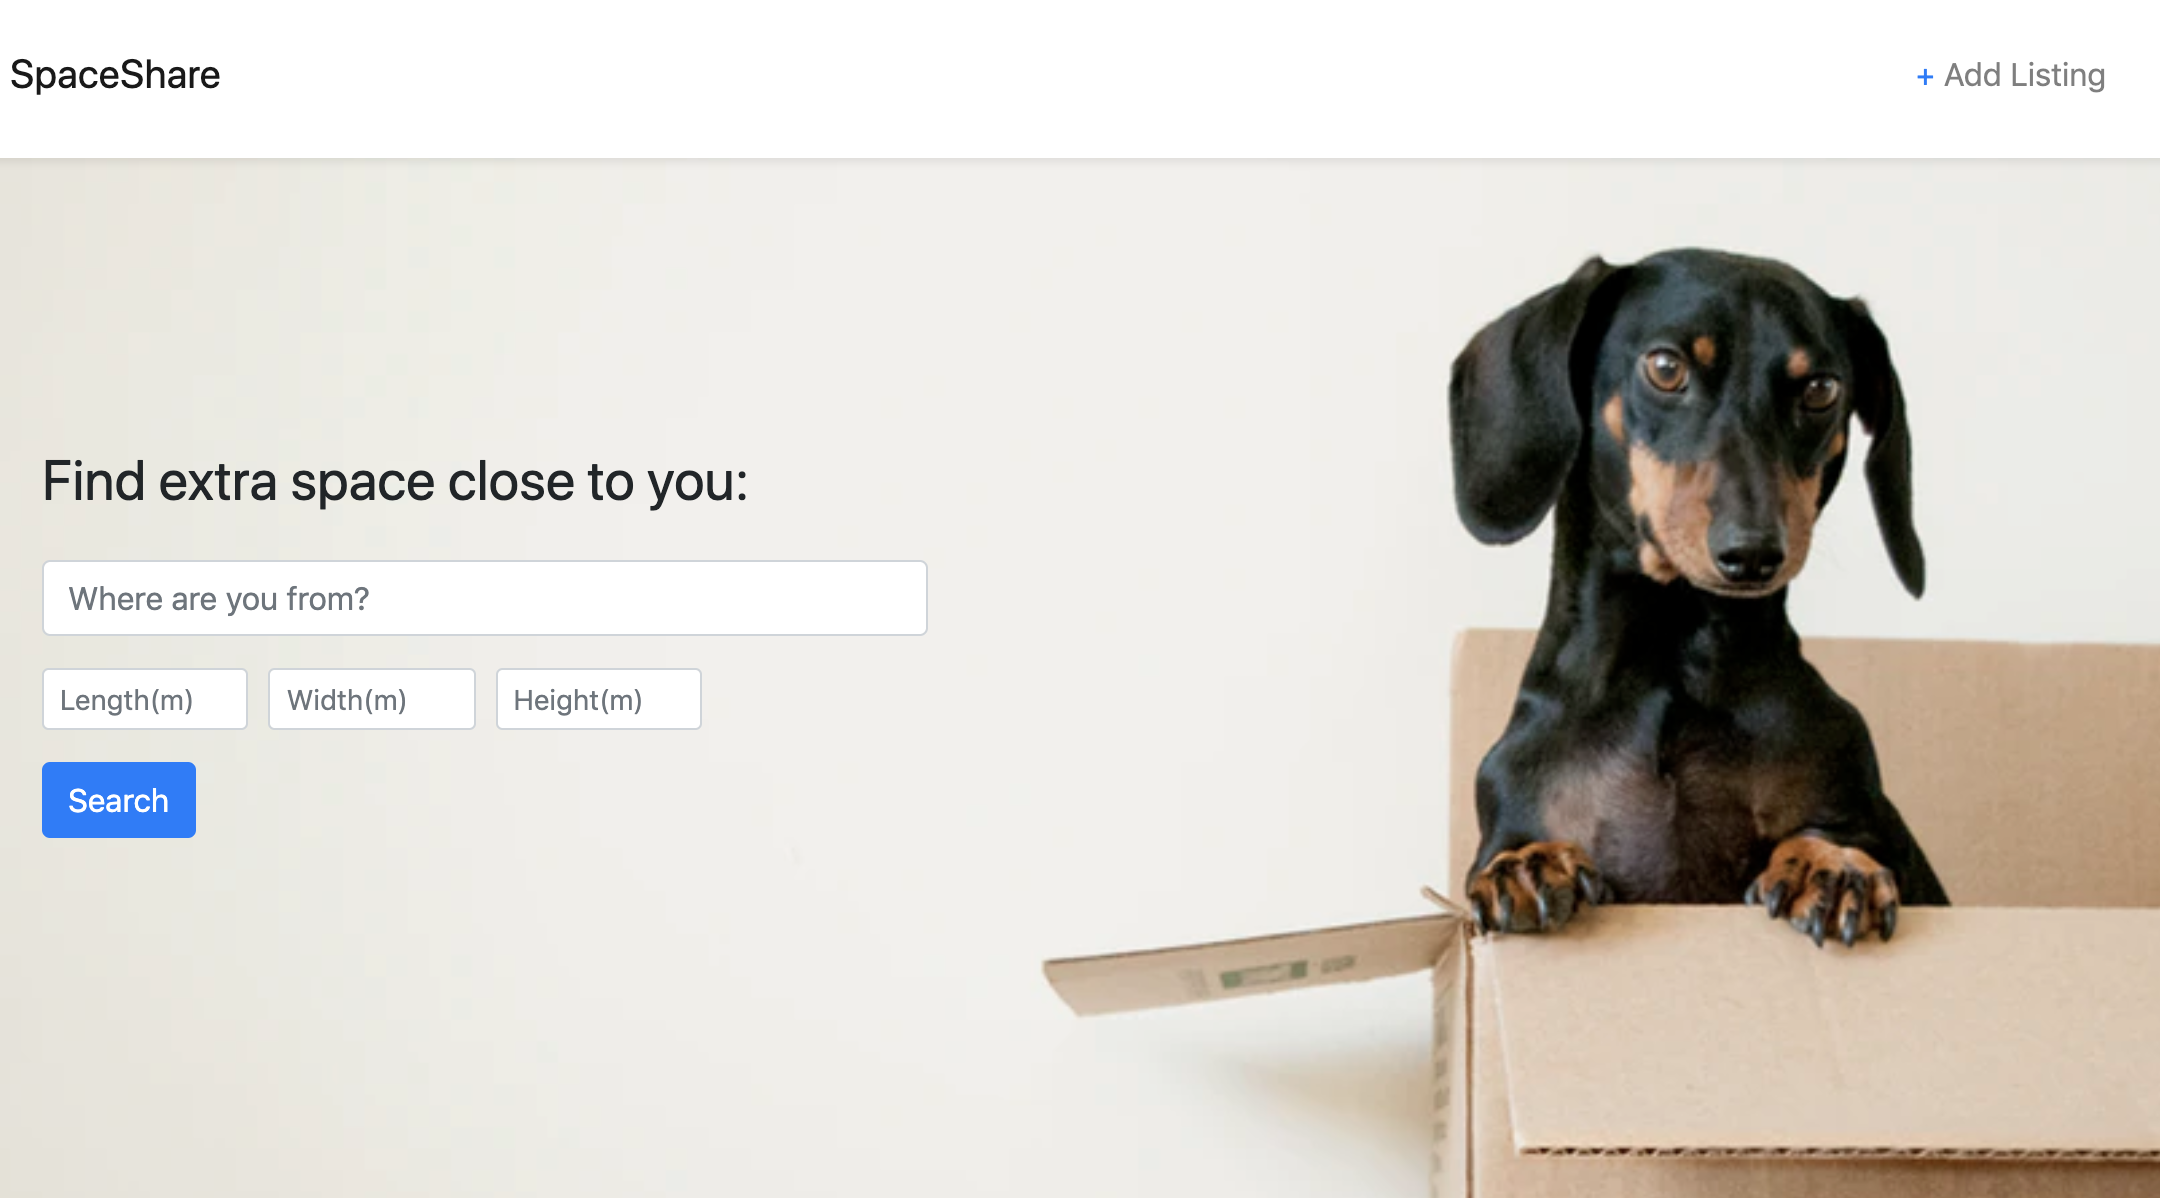 SpaceShare
+ Add Listing
Find extra space close to you:
Where are you from?
Length(m) Width(m) Height(m)
Search